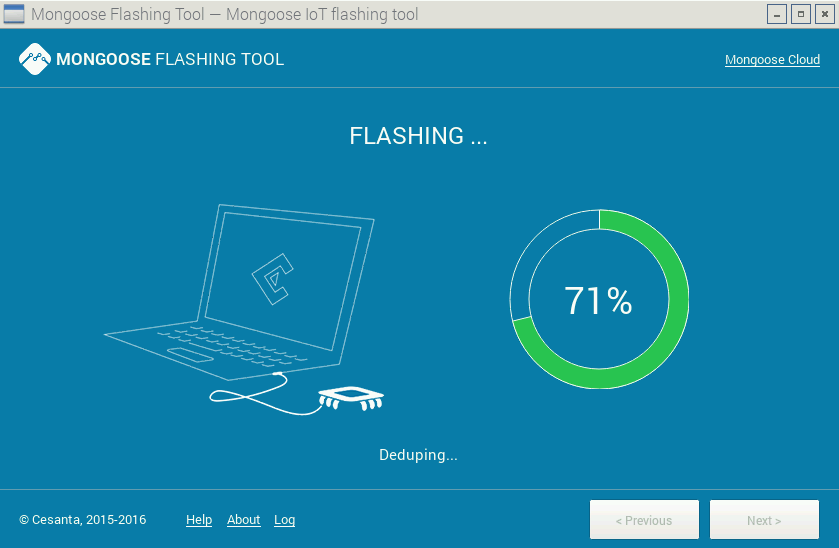 Mongoose Flashing Tool — Mongoose IoT flashing tool
MONGOOSE FLASHING TOOL
Mongoose Cloud
FLASHING ...
71%
Deduping...
© Cesanta, 2015-2016
Help
About
Log
< Previous
Next >